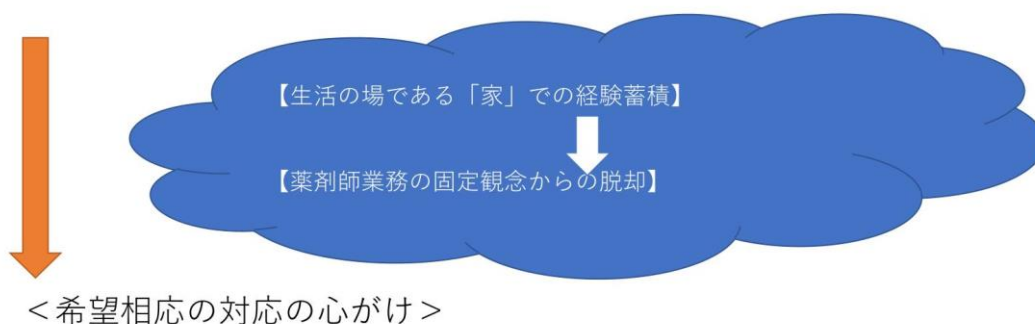 【生活の場である「家」での経験蓄積】
【薬剤師業務の固定観念からの脱却】
＜希望相応の対応の心がけ＞